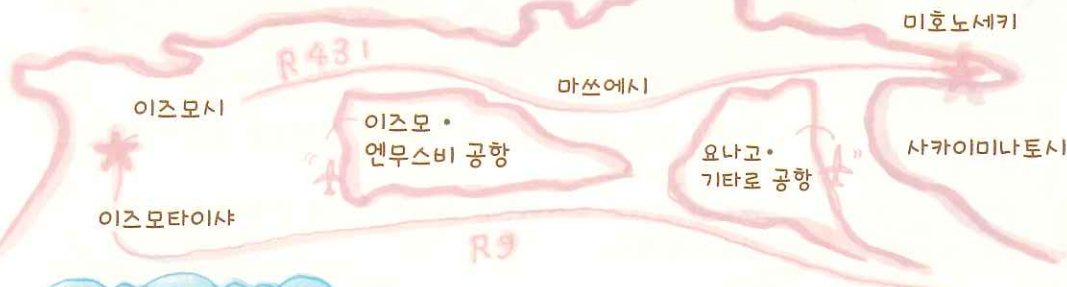 미호노세키
R431
마쓰에시
이즈모시
이즈모 •
엔무스비 공항
요나고•
기타로 공항
사카이미나토시
이즈모타이샤
R9